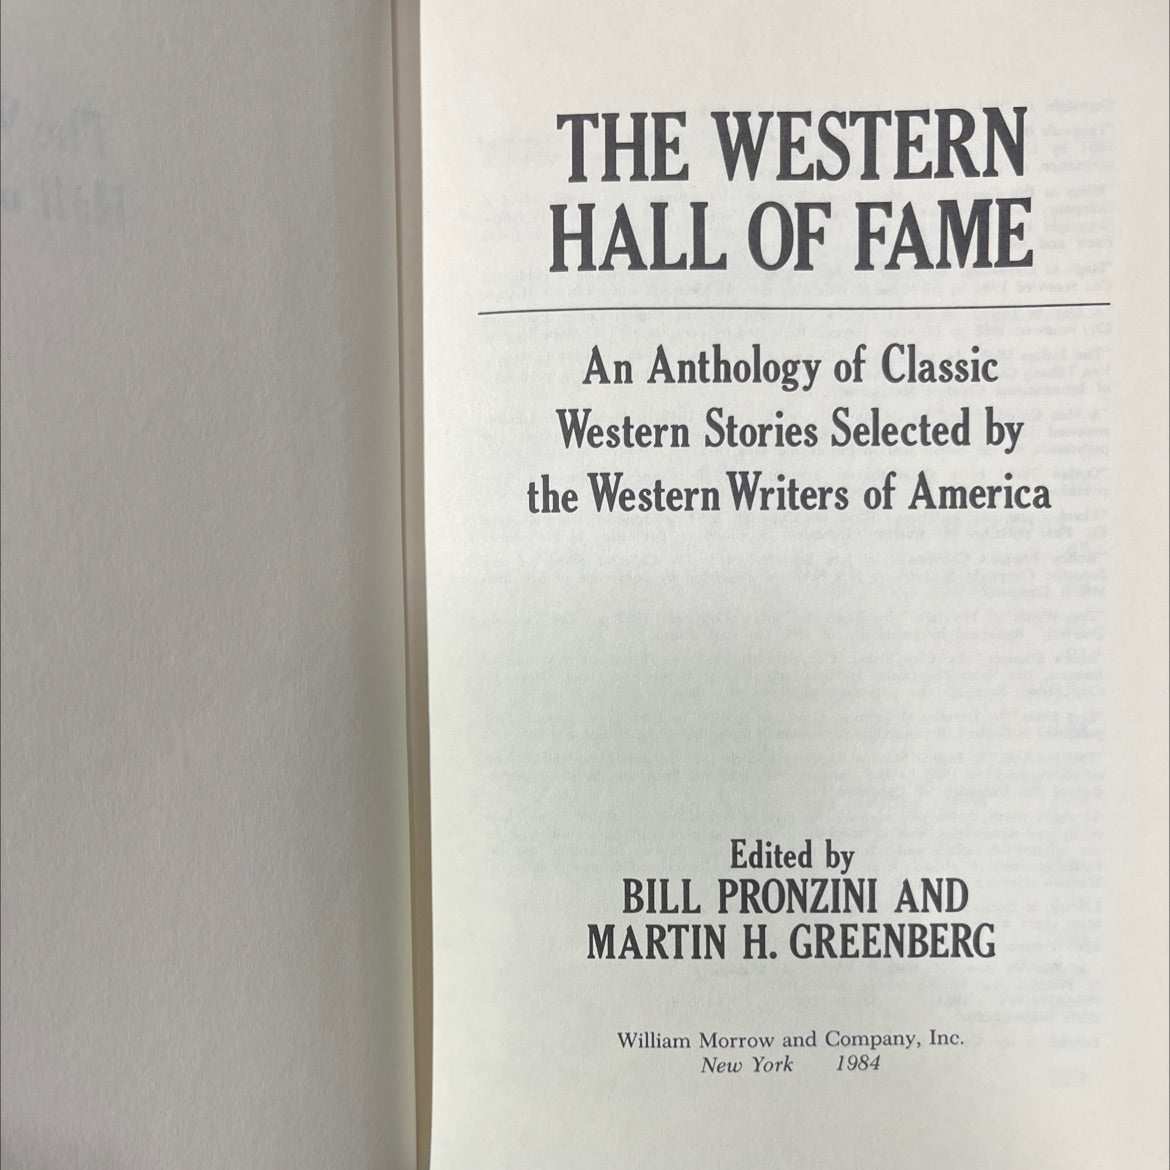 THE WESTERN
HALL OF FAME
An Anthology of Classic
Western Stories Selected by
the Western Writers of America
Edited by
BILL PRONZINI AND
MARTIN H. GREENBERG
William Morrow and Company, Inc.
New York 1984